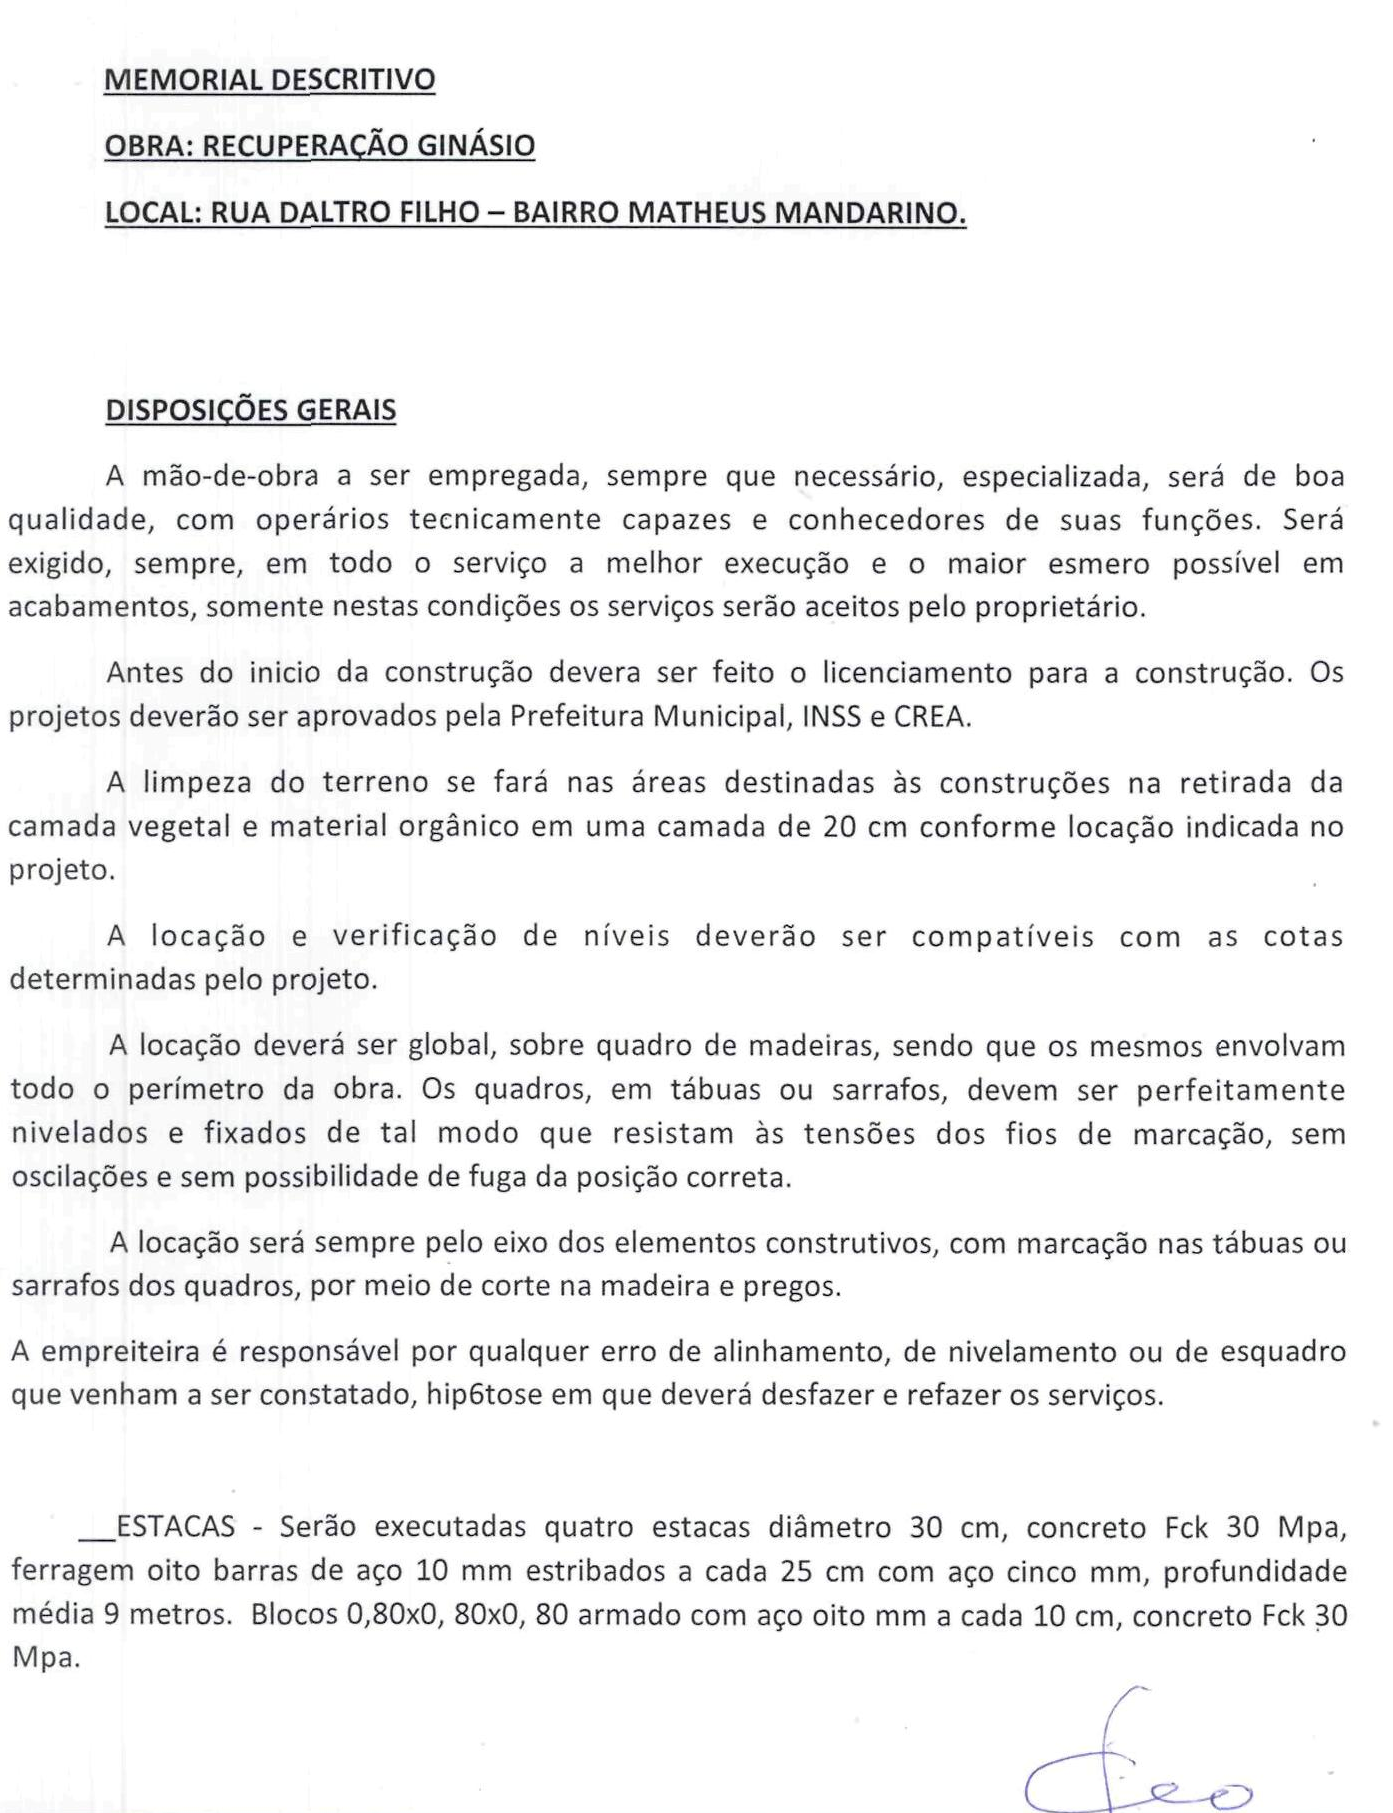 MEMORIAL DESCRITIVO
OBRA: RECUPERAÇÃO GINÁSIO
LOCAL: RUA DALTRO FILHO – BAIRRO MATHEUS MANDARINO.
DISPOSIÇÕES GERAIS
A mão-de-obra a ser empregada, sempre que necessário, especializada, será de boa
qualidade, com operários tecnicamente capazes e conhecedores de suas funções. Será
exigido, sempre, em todo o serviço a melhor execução e o maior esmero possível em
acabamentos, somente nestas condições os serviços serão aceitos pelo proprietário.
Antes do inicio da construção devera ser feito o licenciamento para a construção. Os
projetos deverão ser aprovados pela Prefeitura Municipal, INSS e CREA.
A limpeza do terreno se fará nas áreas destinadas às construções na retirada da
camada vegetal e material orgânico em uma camada de 20 cm conforme locação indicada no
projeto.
A locação e verificação de níveis deverão ser compatíveis com as cotas
determinadas pelo projeto.
A locação deverá ser global, sobre quadro de madeiras, sendo que os mesmos envolvam
todo o perímetro da obra. Os quadros, em tábuas ou sarrafos, devem ser perfeitamente
nivelados e fixados de tal modo que resistam às tensões dos fios de marcação, sem
oscilações e sem possibilidade de fuga da posição correta.
A locação será sempre pelo eixo dos elementos construtivos, com marcação nas tábuas ou
sarrafos dos quadros, por meio de corte na madeira e pregos.
A empreiteira é responsável por qualquer erro de alinhamento, de nivelamento ou de esquadro
que venham a ser constatado, hip6tose em que deverá desfazer e refazer os serviços.
__ESTACAS - Serão executadas quatro estacas diâmetro 30 cm, concreto Fck 30 Mpa,
ferragem oito barras de aço 10 mm estribados a cada 25 cm com aço cinco mm, profundidade
média 9 metros.  Blocos 0,80x0, 80x0, 80 armado com aço oito mm a cada 10 cm, concreto Fck 30
Mpa.